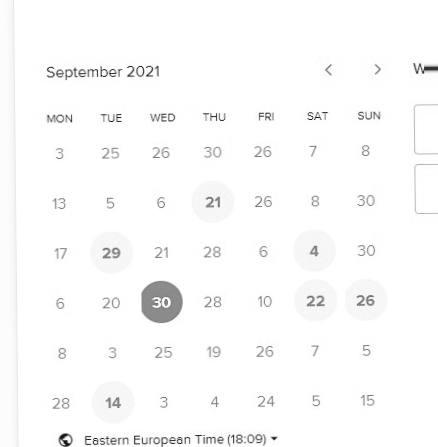 September 2021
MON TUE WED THU FRI SAT SUN
3 25 26 30 26 7 8
13 5 6 21 26 8 30
17 29 21 28 6 4 30
6 20 30 28 10 22 26
8 3 25 19 26 7 5
28 14 3 4 24 5 15
Eastern European Time (18:09)